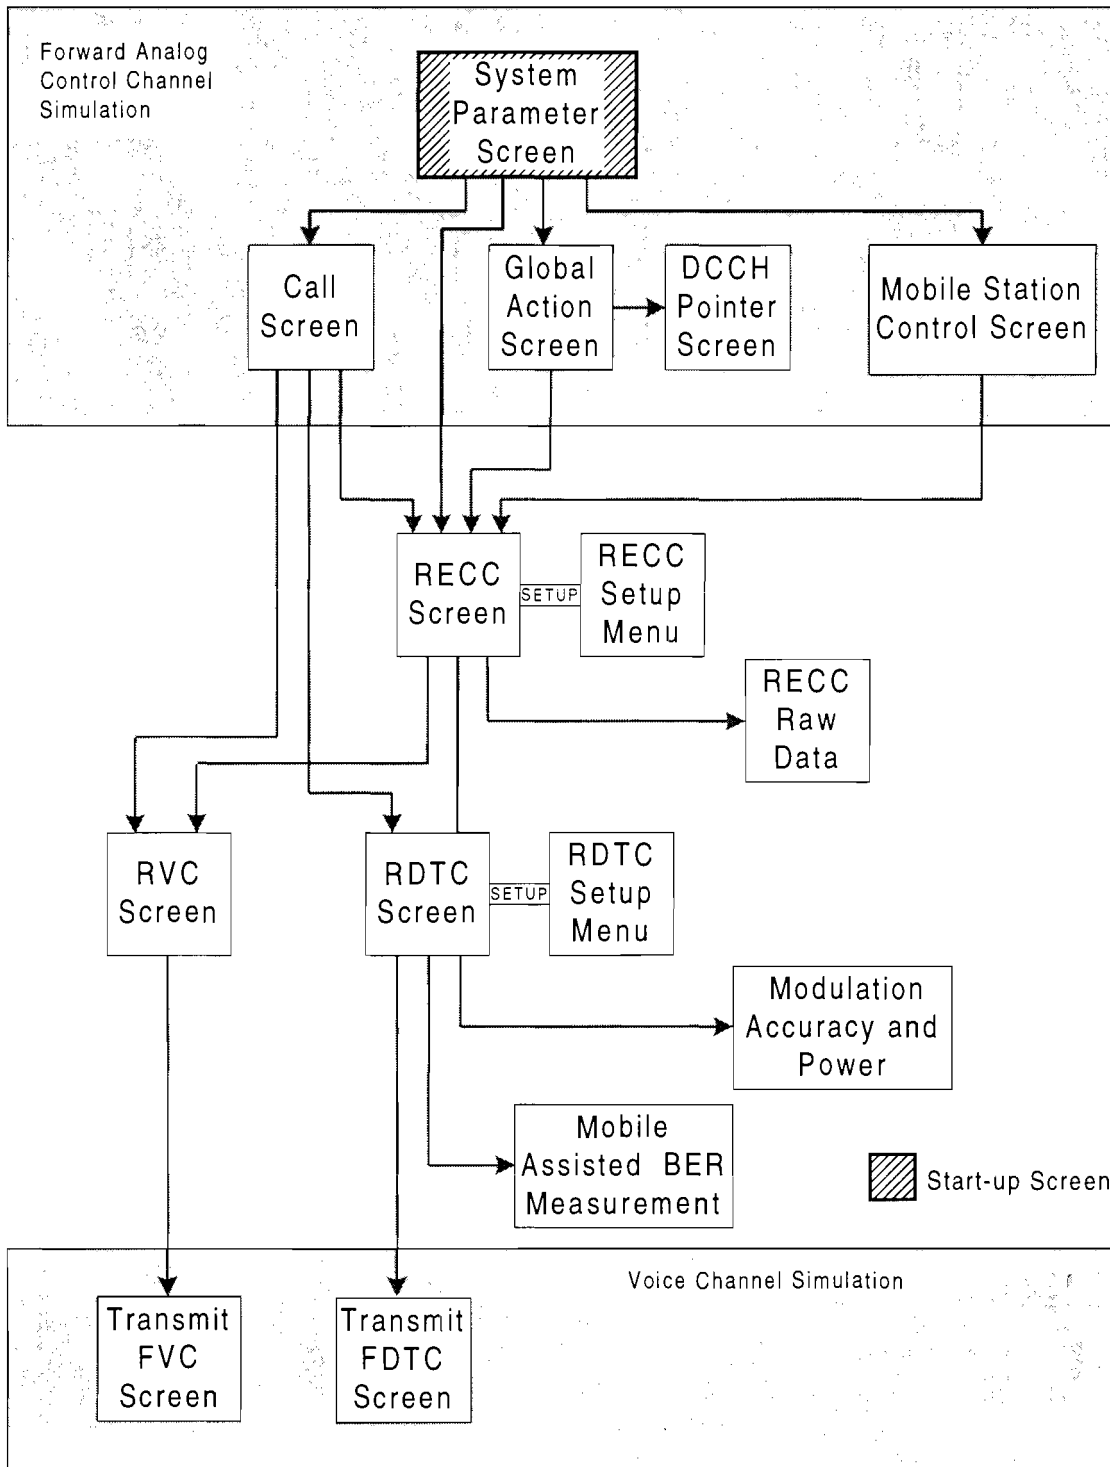 Forward Analog
Control Channel
Simulation
System
Parameter
Screen
Call
Screen
Global
Action
Screen
DCCH
Pointer
Screen
Mobile Station
Control Screen
RECC
Screen
SETUP
RECC
Setup
Menu
RECC
Raw
Data
RVC
Screen
RDTC
Screen
SETUP
RDTC
Setup
Menu
Modulation
Accuracy and
Power
Mobile
Assisted BER
Measurement
Start-up Screen
Voice Channel Simulation
Transmit
FVC
Screen
Transmit
FDTC
Screen